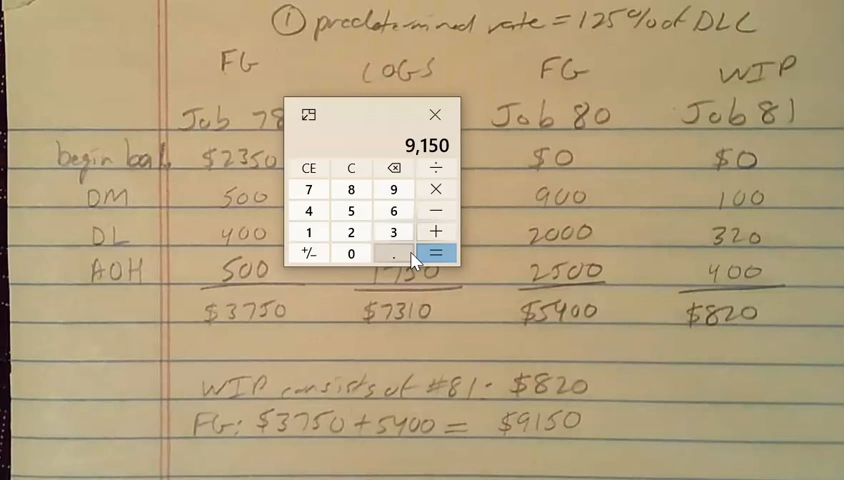 ① predetermined rate = 125% of DLC
FG COGS FG WIP
Job 78 Job 80 Job 81
begin bal. $2350 $0 $0
DM 500 900 100
DL 400 2000 320
AOH 500 1750 2500 400
$3750 $7310 $5400 $820
WIP consists of #81: $820
FG: $3750 + 5400 = $9150
9,150
CE C ÷
7 8 9 ×
4 5 6 −
1 2 3 +
+/− 0 . =